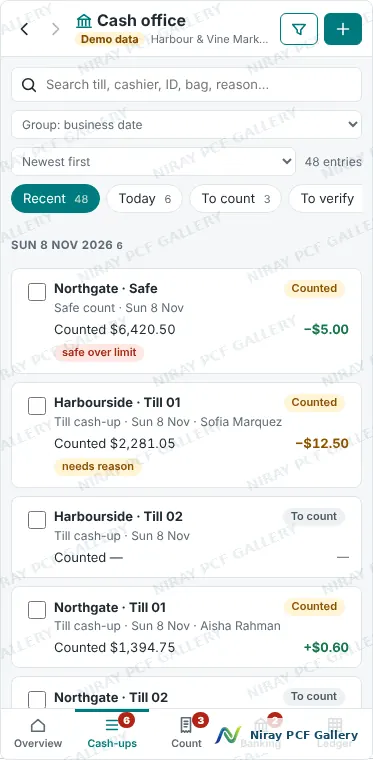 Cash office
Demo data Harbour & Vine Mark...
Search till, cashier, ID, bag, reason...
Group: business date
Newest first 48 entries
Recent 48 Today 6 To count 3 To verify
SUN 8 NOV 2026 6
Northgate · Safe Counted
Safe count · Sun 8 Nov
Counted $6,420.50 −$5.00
safe over limit
Harbourside · Till 01 Counted
Till cash-up · Sun 8 Nov · Sofia Marquez
Counted $2,281.05 −$12.50
needs reason
Harbourside · Till 02 To count
Till cash-up · Sun 8 Nov
Counted — —
Northgate · Till 01 Counted
Till cash-up · Sun 8 Nov · Aisha Rahman
Counted $1,394.75 +$0.60
Northgate · Till 02 To count
6 3 2
Overview Cash-ups Count Banking Ledger
Niray PCF Gallery
NIRAY PCF GALLERY